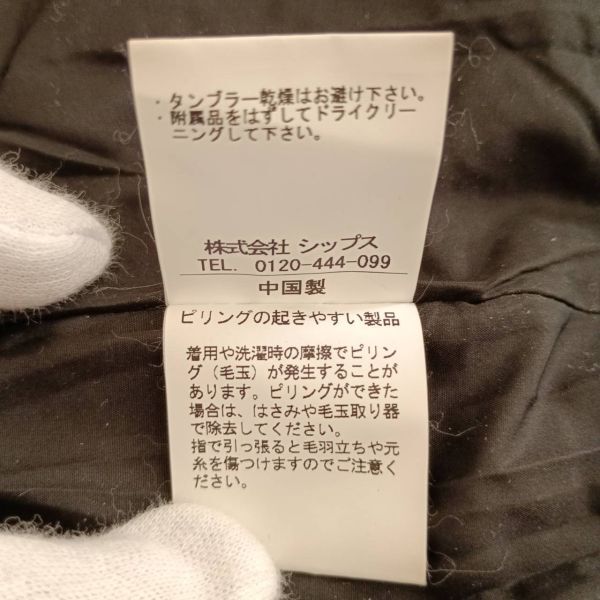 ・タンブラー乾燥はお避け下さい。
・附属品をはずしてドライクリー
ニングして下さい。
株式会社 シップス
TEL. 0120-444-099
中国製
ピリングの起きやすい製品
着用や洗濯時の摩擦でピリン
グ（毛玉）が発生することが
あります。ピリングができた
場合は、はさみや毛玉取り器
で除去してください。
指で引っ張ると毛羽立ちや元
糸を傷つけますのでご注意く
ださい。